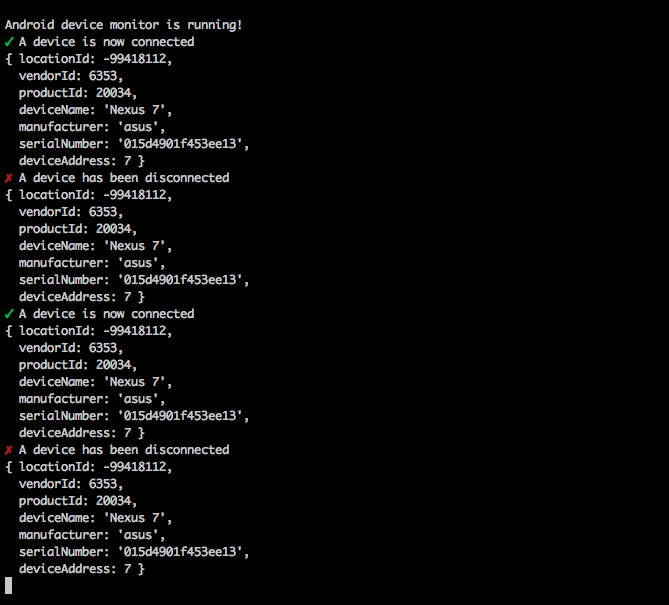 Android device monitor is running!
✓ A device is now connected
{ locationId: -99418112,
  vendorId: 6353,
  productId: 20034,
  deviceName: 'Nexus 7',
  manufacturer: 'asus',
  serialNumber: '015d4901f453ee13',
  deviceAddress: 7 }
✗ A device has been disconnected
{ locationId: -99418112,
  vendorId: 6353,
  productId: 20034,
  deviceName: 'Nexus 7',
  manufacturer: 'asus',
  serialNumber: '015d4901f453ee13',
  deviceAddress: 7 }
✓ A device is now connected
{ locationId: -99418112,
  vendorId: 6353,
  productId: 20034,
  deviceName: 'Nexus 7',
  manufacturer: 'asus',
  serialNumber: '015d4901f453ee13',
  deviceAddress: 7 }
✗ A device has been disconnected
{ locationId: -99418112,
  vendorId: 6353,
  productId: 20034,
  deviceName: 'Nexus 7',
  manufacturer: 'asus',
  serialNumber: '015d4901f453ee13',
  deviceAddress: 7 }